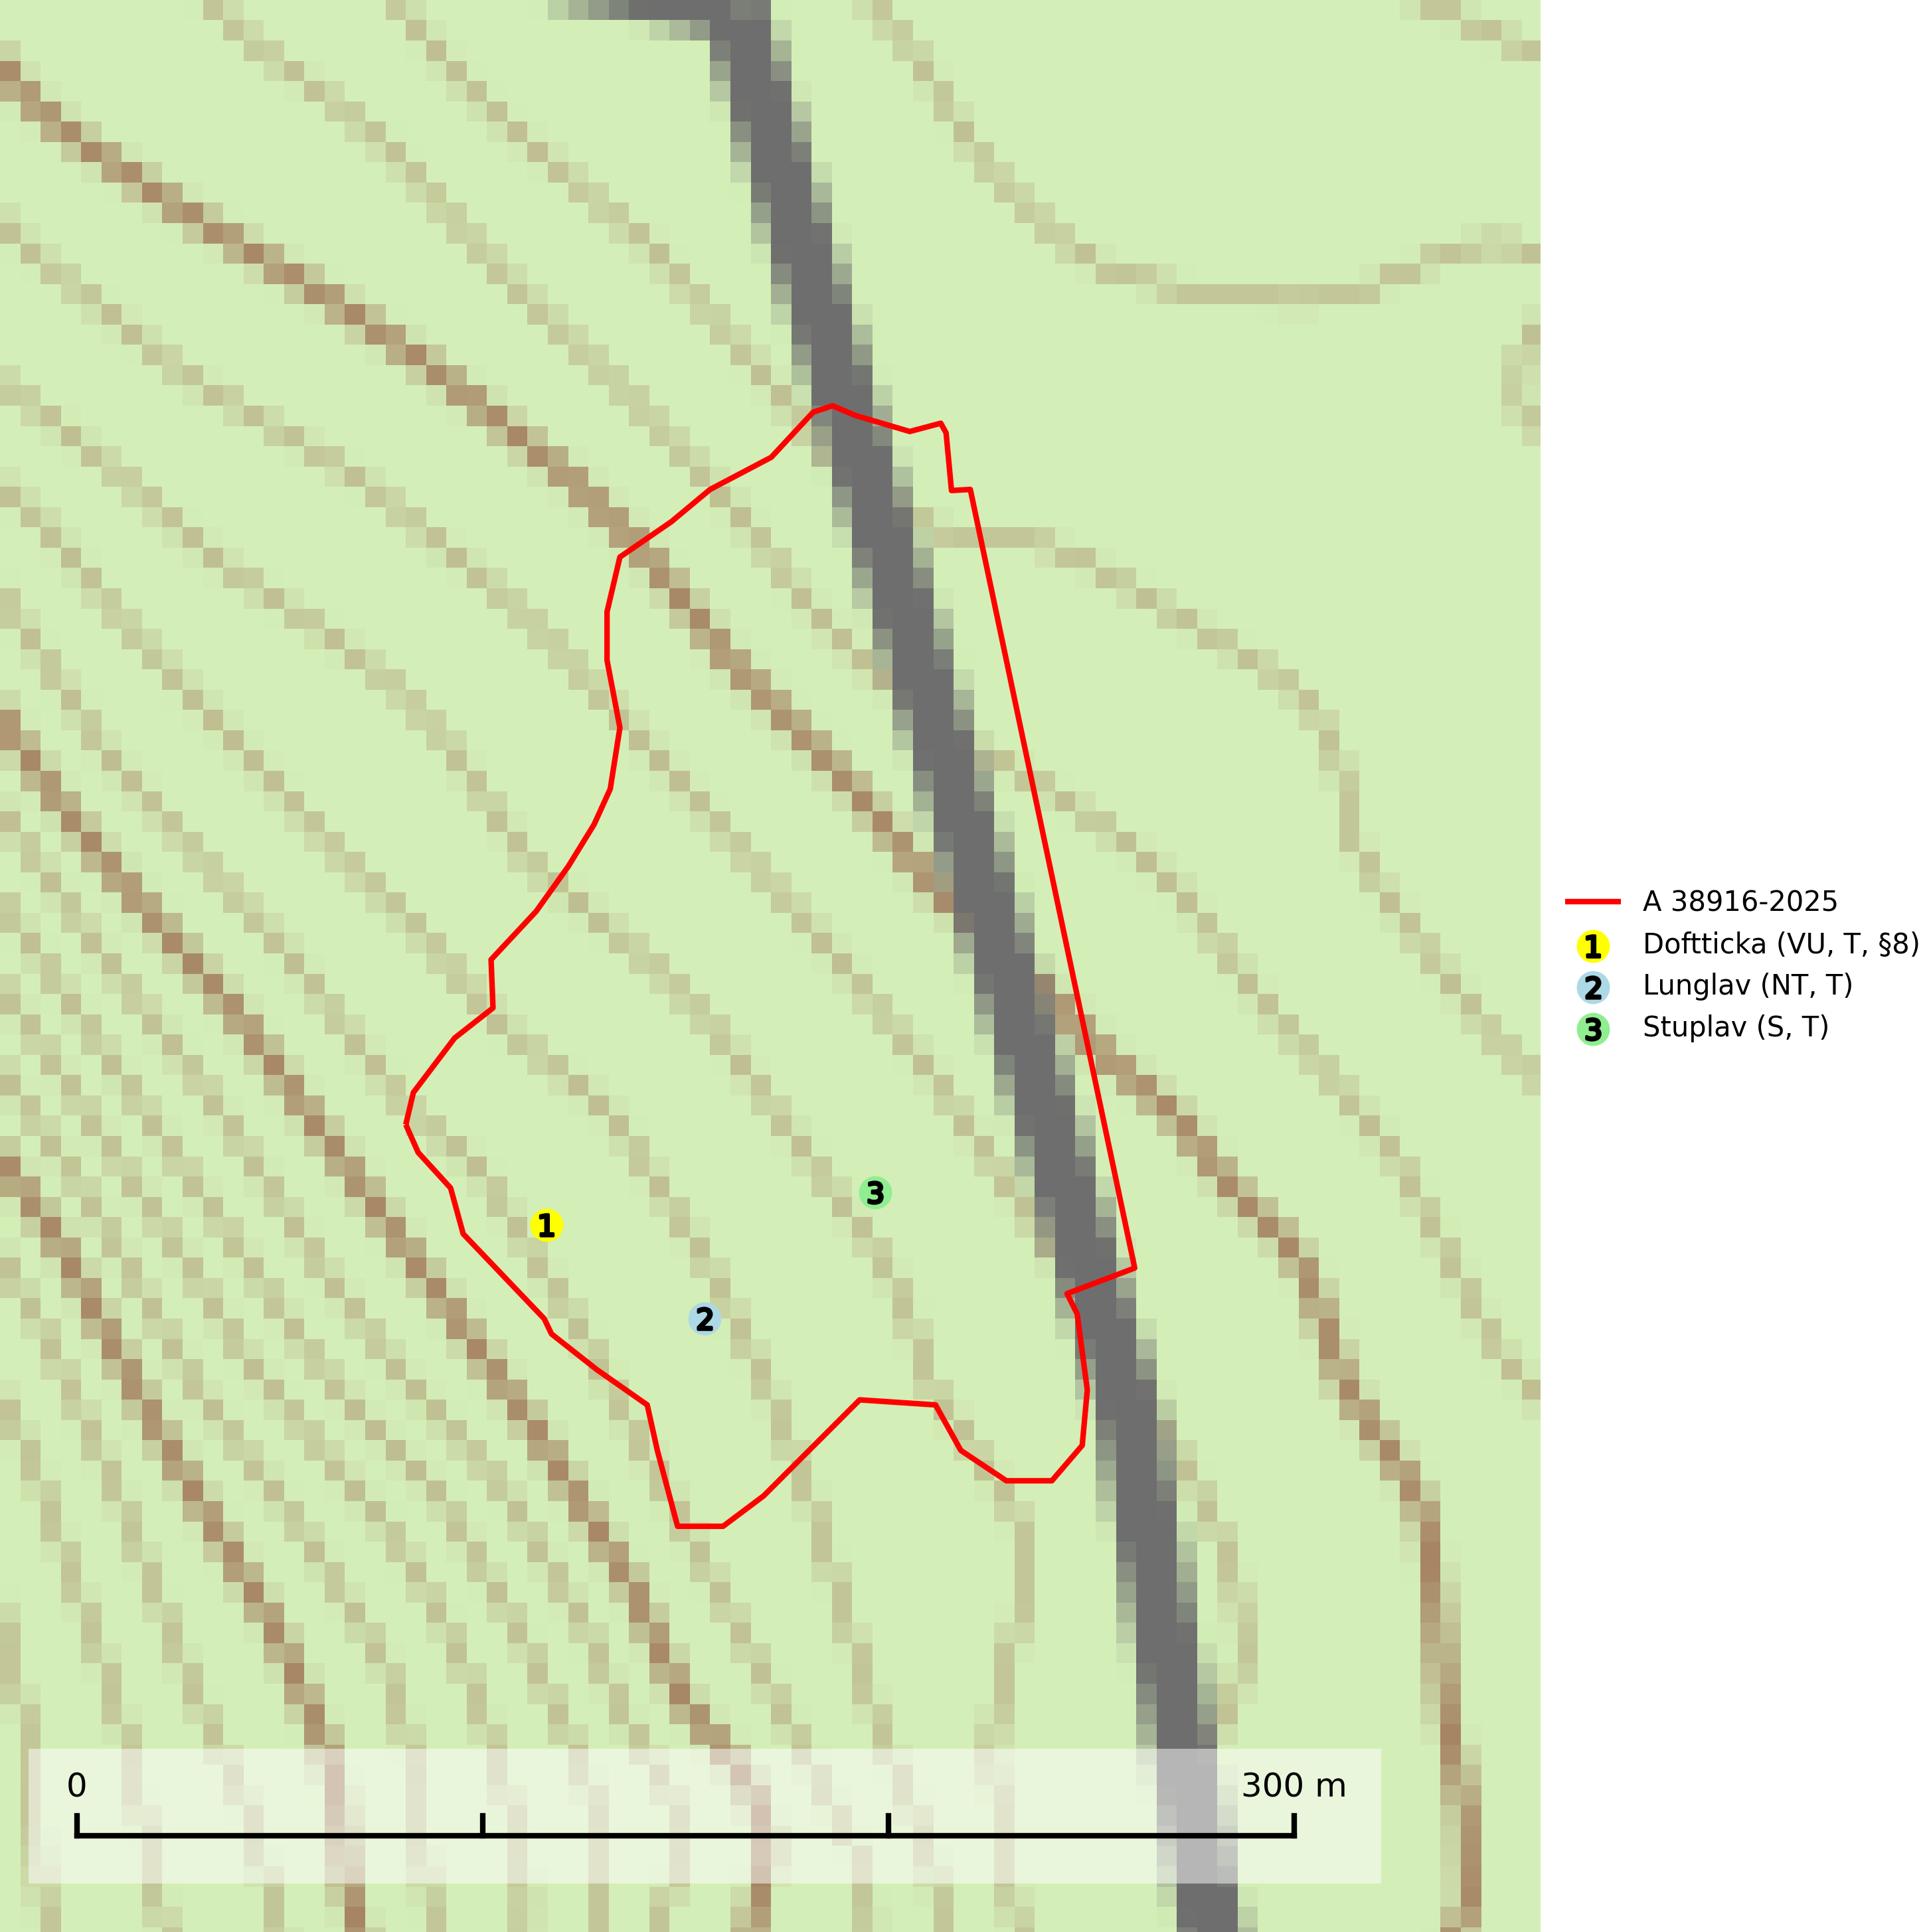 A 38916-2025
1 Doftticka (VU, T, §8)
2 Lunglav (NT, T)
3 Stuplav (S, T)
3
1
2
0 300 m